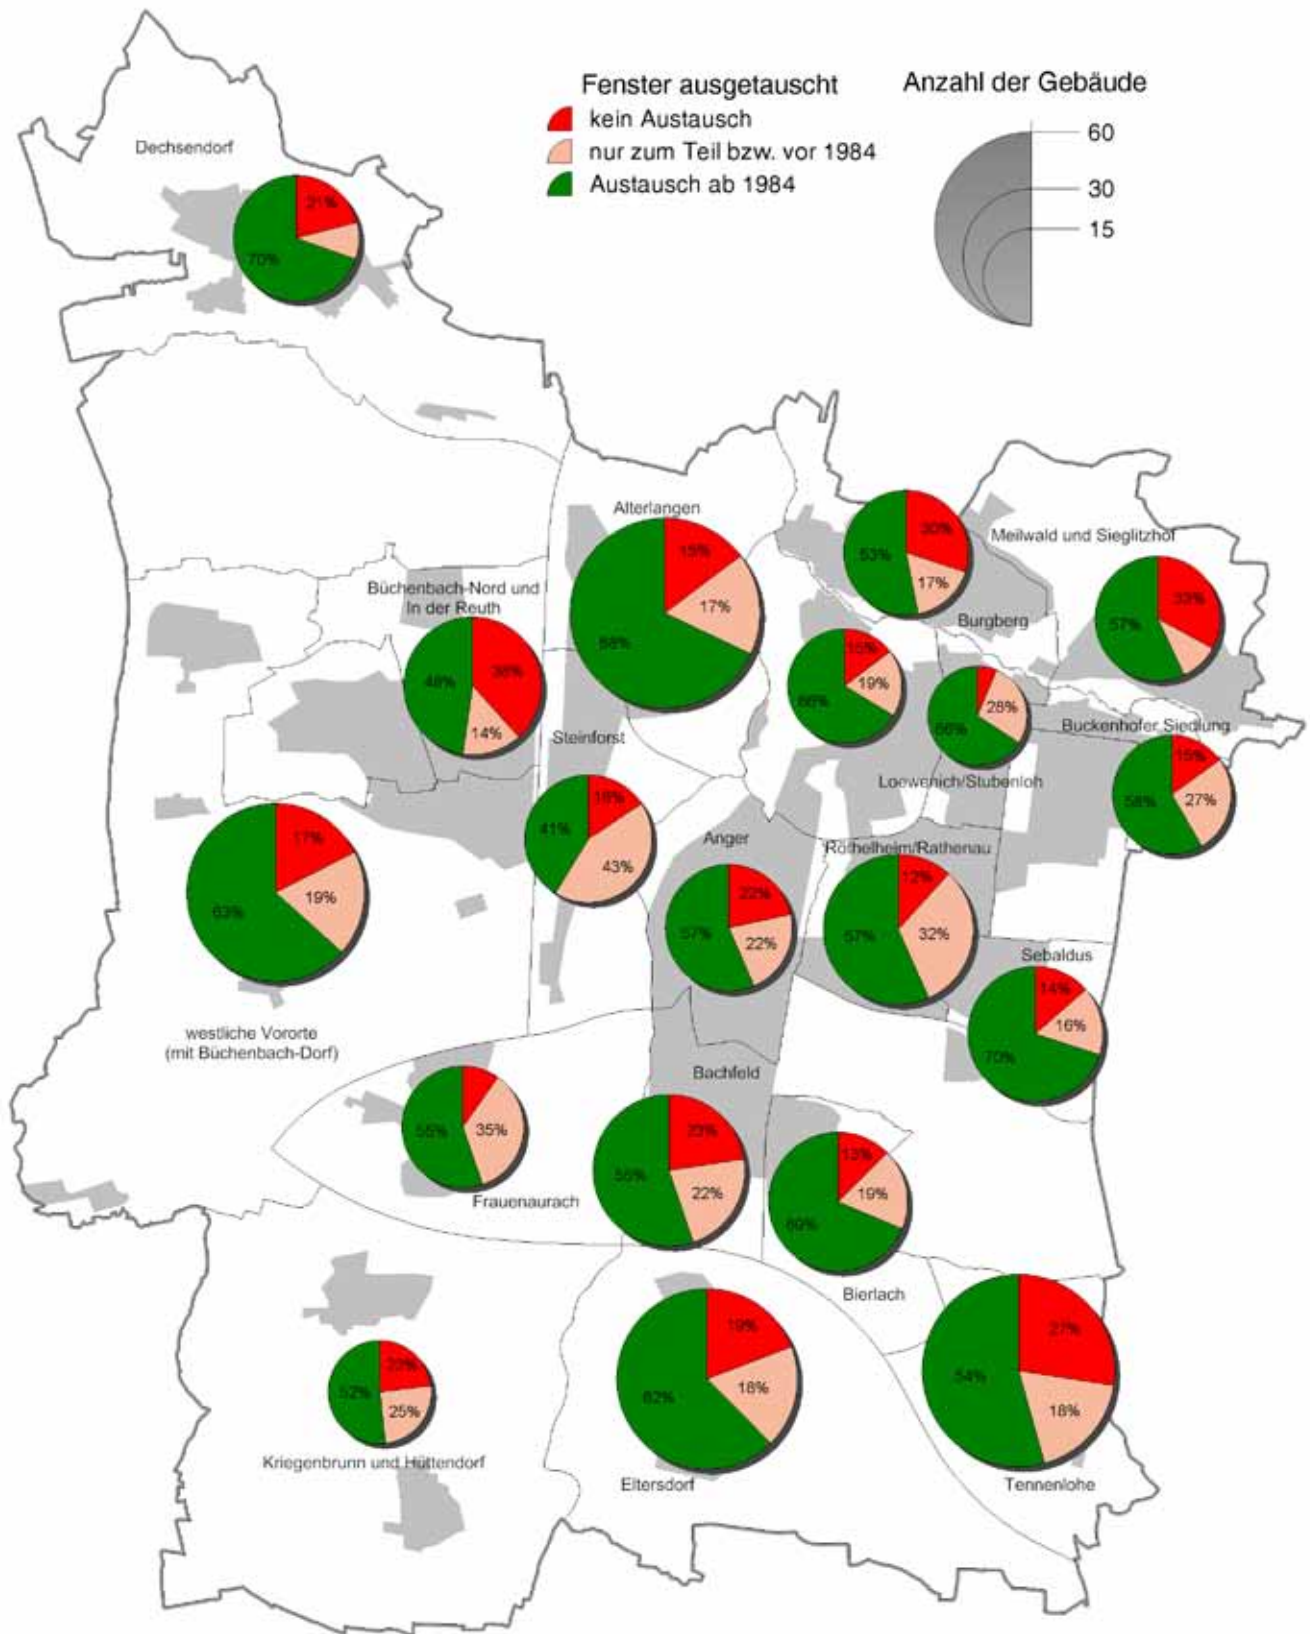 Fenster ausgetauscht
kein Austausch
nur zum Teil bzw. vor 1984
Austausch ab 1984
Anzahl der Gebäude
60
30
15
Dechsendorf
21%
70%
Alterlangen
15%
17%
68%
30%
53%
17%
Burgberg
Meilwald und Sieglitzhof
33%
57%
Büchenbach-Nord und
In der Reuth
48%
14%
15%
19%
66%
28%
66%
Loewenich/Stubenloh
Buckenhofer Siedlung
15%
27%
58%
Steinforst
16%
41%
43%
17%
19%
63%
westliche Vororte
(mit Büchenbach-Dorf)
Anger
22%
57%
22%
Röthelheim/Rathenau
12%
57%
32%
Sebaldus
14%
16%
70%
55%
35%
Frauenaurach
Bachfeld
23%
55%
22%
13%
19%
69%
Bierlach
23%
52%
25%
Kriegenbrunn und Hüttendorf
19%
62%
18%
Eltersdorf
27%
54%
18%
Tennenlohe